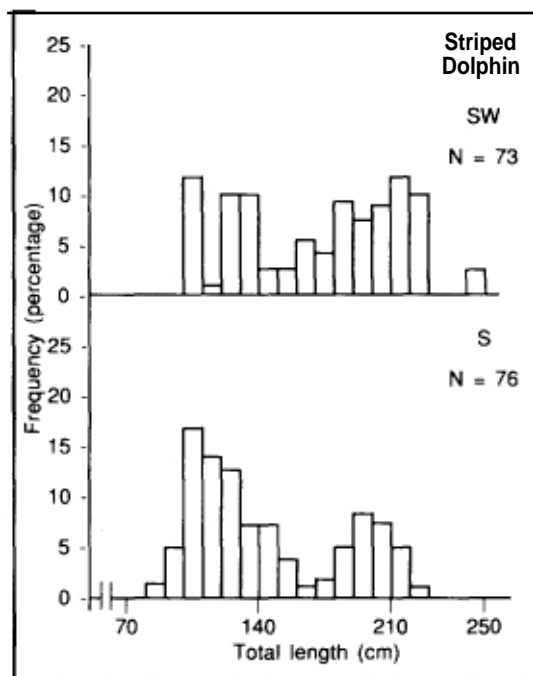 Striped
Dolphin
SW
N = 73
25
20
15
10
5
0
Frequency (percentage)
S
N = 76
25
20
15
10
5
0
70
140
210
250
Total length (cm)